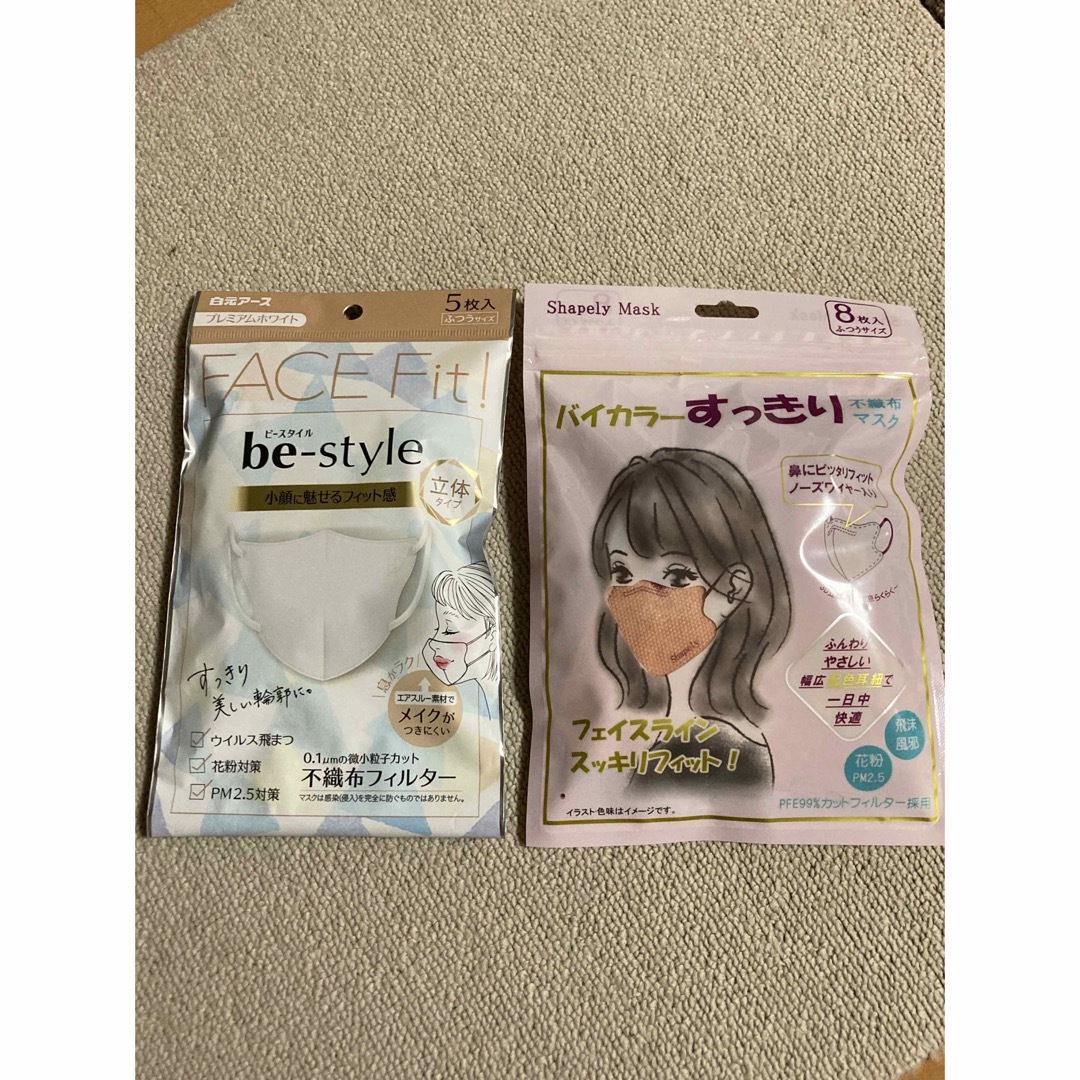 白元アース
プレミアムホワイト
5枚入
ふつうサイズ
FACE Fit!
ビースタイル
be-style
小顔に魅せるフィット感
立体
タイプ
すっきり
美しい輪郭に。
息がラク
エアスルー素材で
メイクが
つきにくい
ウイルス飛まつ
花粉対策
PM2.5対策
0.1μmの微小粒子カット
不織布フィルター
マスクは感染(侵入)を完全に防ぐものではありません。
Shapely Mask
8枚入
ふつうサイズ
バイカラーすっきり
不織布
マスク
鼻にピッタリフィット
ノーズワイヤー入り
らくらく
Shapely
ふんわり
やさしい
幅広配色耳紐で
一日中
快適
フェイスライン
スッキリフィット!
飛沫
風邪
花粉
PM2.5
イラスト色味はイメージです。
PFE99%カットフィルター採用